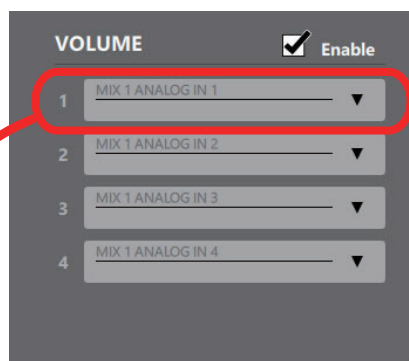 VOLUME Enable
1 MIX 1 ANALOG IN 1
2 MIX 1 ANALOG IN 2
3 MIX 1 ANALOG IN 3
4 MIX 1 ANALOG IN 4